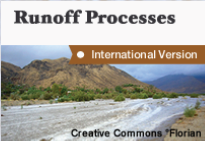 Runoff Processes
International Version
Creative Commons "Florian